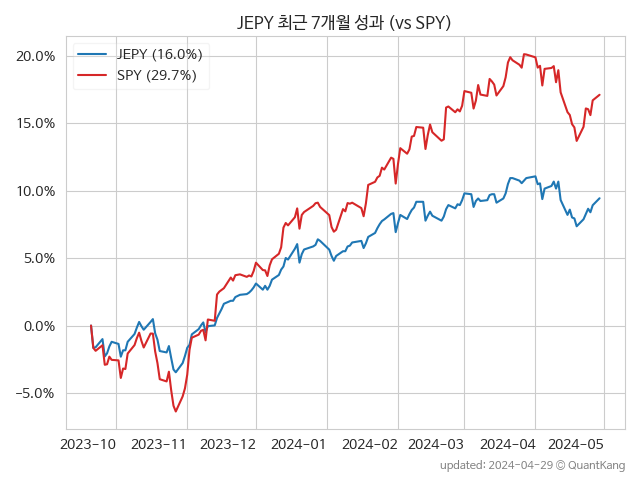 JEPY 최근 7개월 성과 (vs SPY)
JEPY (16.0%)
SPY (29.7%)
20.0%
15.0%
10.0%
5.0%
0.0%
−5.0%
2023-10 2023-11 2023-12 2024-01 2024-02 2024-03 2024-04 2024-05
updated: 2024-04-29 © QuantKang